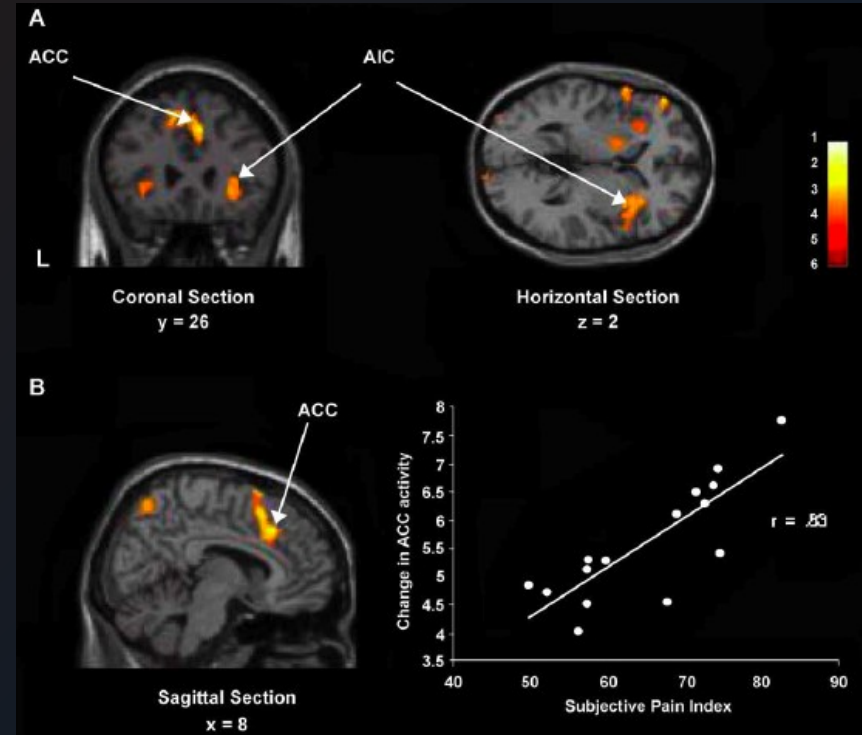 A
ACC
AIC
L
Coronal Section
y = 26
Horizontal Section
z = 2
1
2
3
4
5
6
B
ACC
Sagittal Section
x = 8
Change in ACC activity
8
7.5
7
6.5
6
5.5
5
4.5
4
3.5
r = .83
40
50
60
70
80
90
Subjective Pain Index